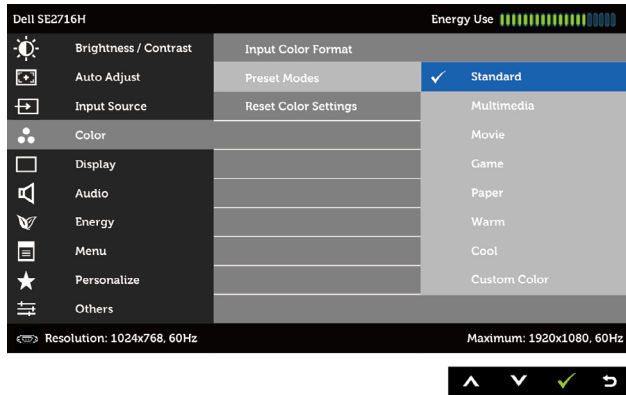 Dell SE2716H Energy Use
Brightness / Contrast Input Color Format
Auto Adjust Preset Modes Standard
Input Source Reset Color Settings Multimedia
Color Movie
Display Game
Audio Paper
Energy Warm
Menu Cool
Personalize Custom Color
Others
Resolution: 1024x768, 60Hz Maximum: 1920x1080, 60Hz